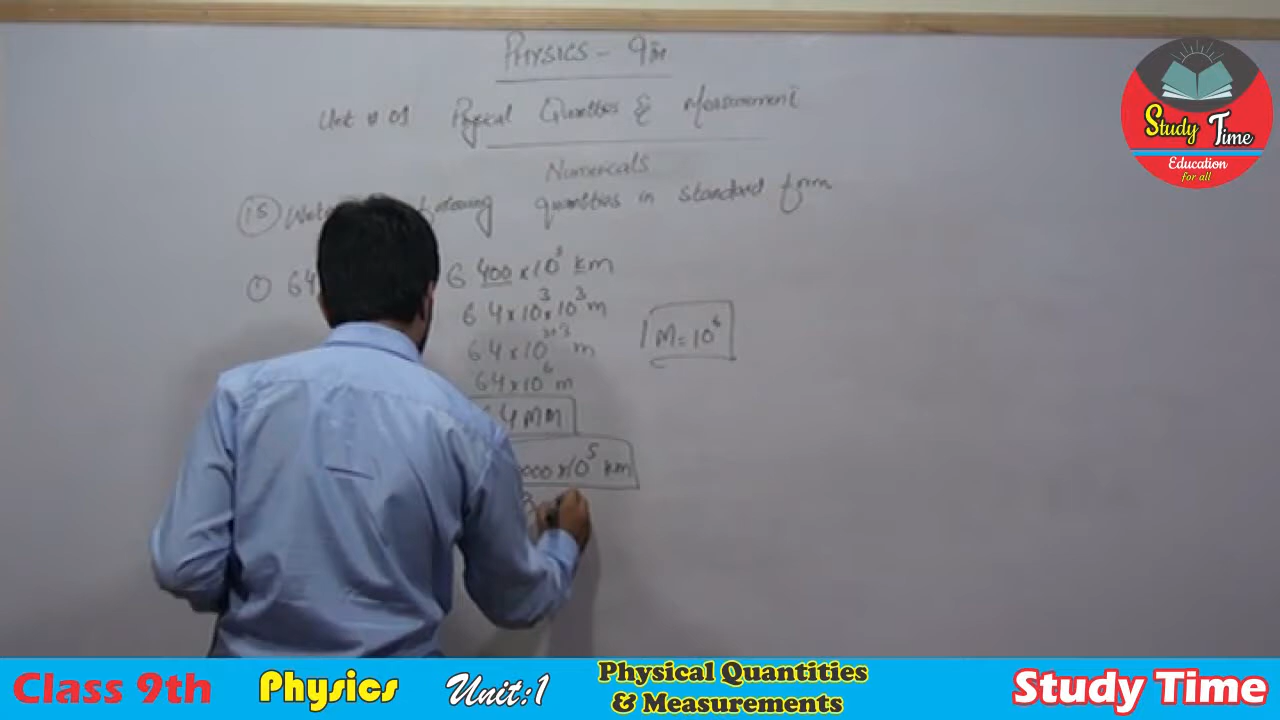 Physics - 9th
Unit # 01 Physical Quantities & Measurement
Numericals
15 quantities in standard form
① 64
6 400 × 10³ km
64 × 10³ × 10³ m
64 × 10³⁺³ m
1 M = 10⁶
64 × 10⁶ m
4 Mm
000 × 10⁵ km
Study Time
Education
for all
Class 9th Physics Unit:1 Physical Quantities
& Measurements
Study Time